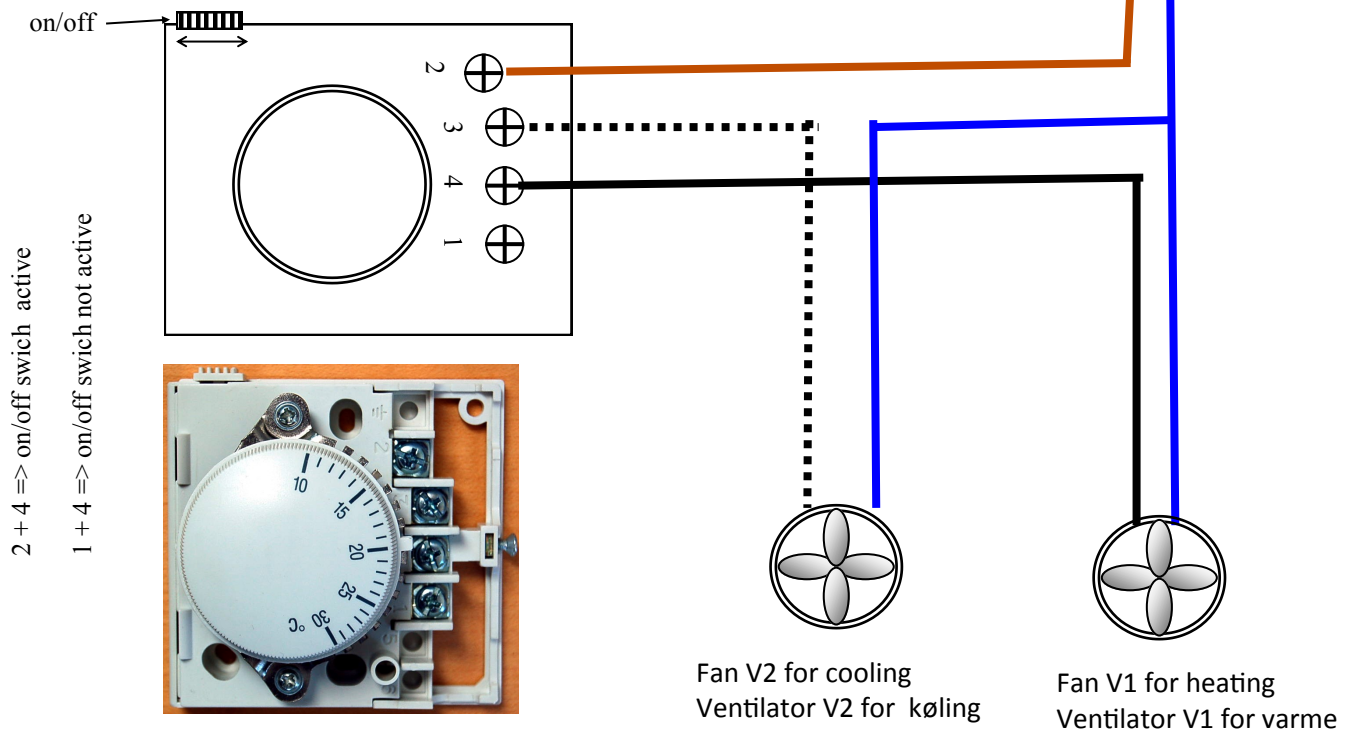 on/off
2
3
4
1
2 + 4 => on/off swich active
1 + 4 => on/off swich not active
2
10
15
20
25
30 °C
Fan V2 for cooling
Ventilator V2 for køling
Fan V1 for heating
Ventilator V1 for varme